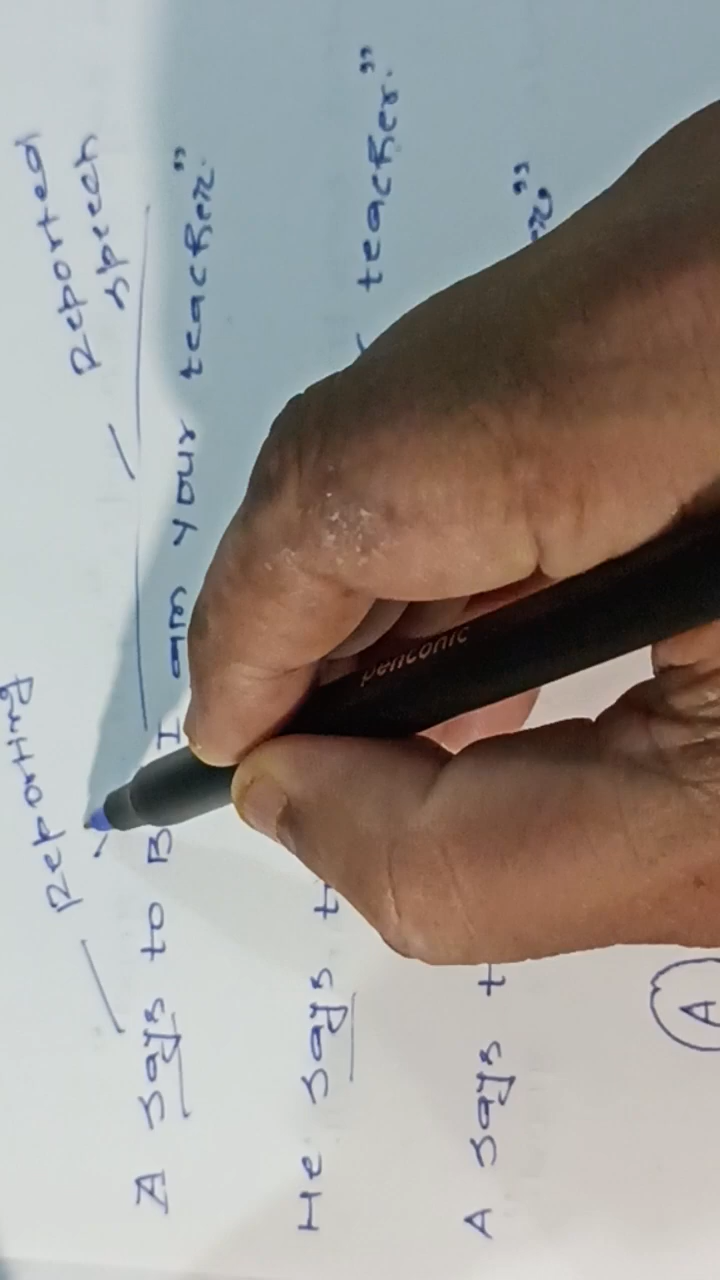 Reporting Reported
speech
A says to B I am your teacher."
He says t teacher."
A says t
A
penconic